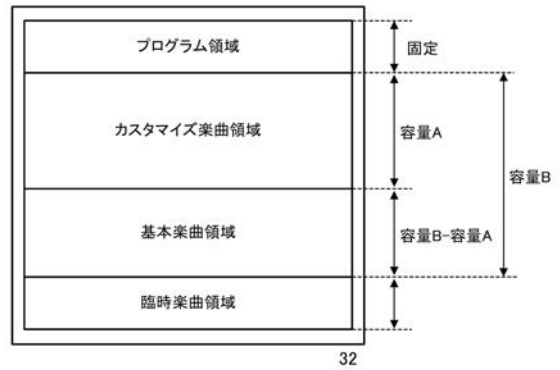 プログラム領域
固定
カスタマイズ楽曲領域
容量A
容量B
基本楽曲領域
容量B-容量A
臨時楽曲領域
32